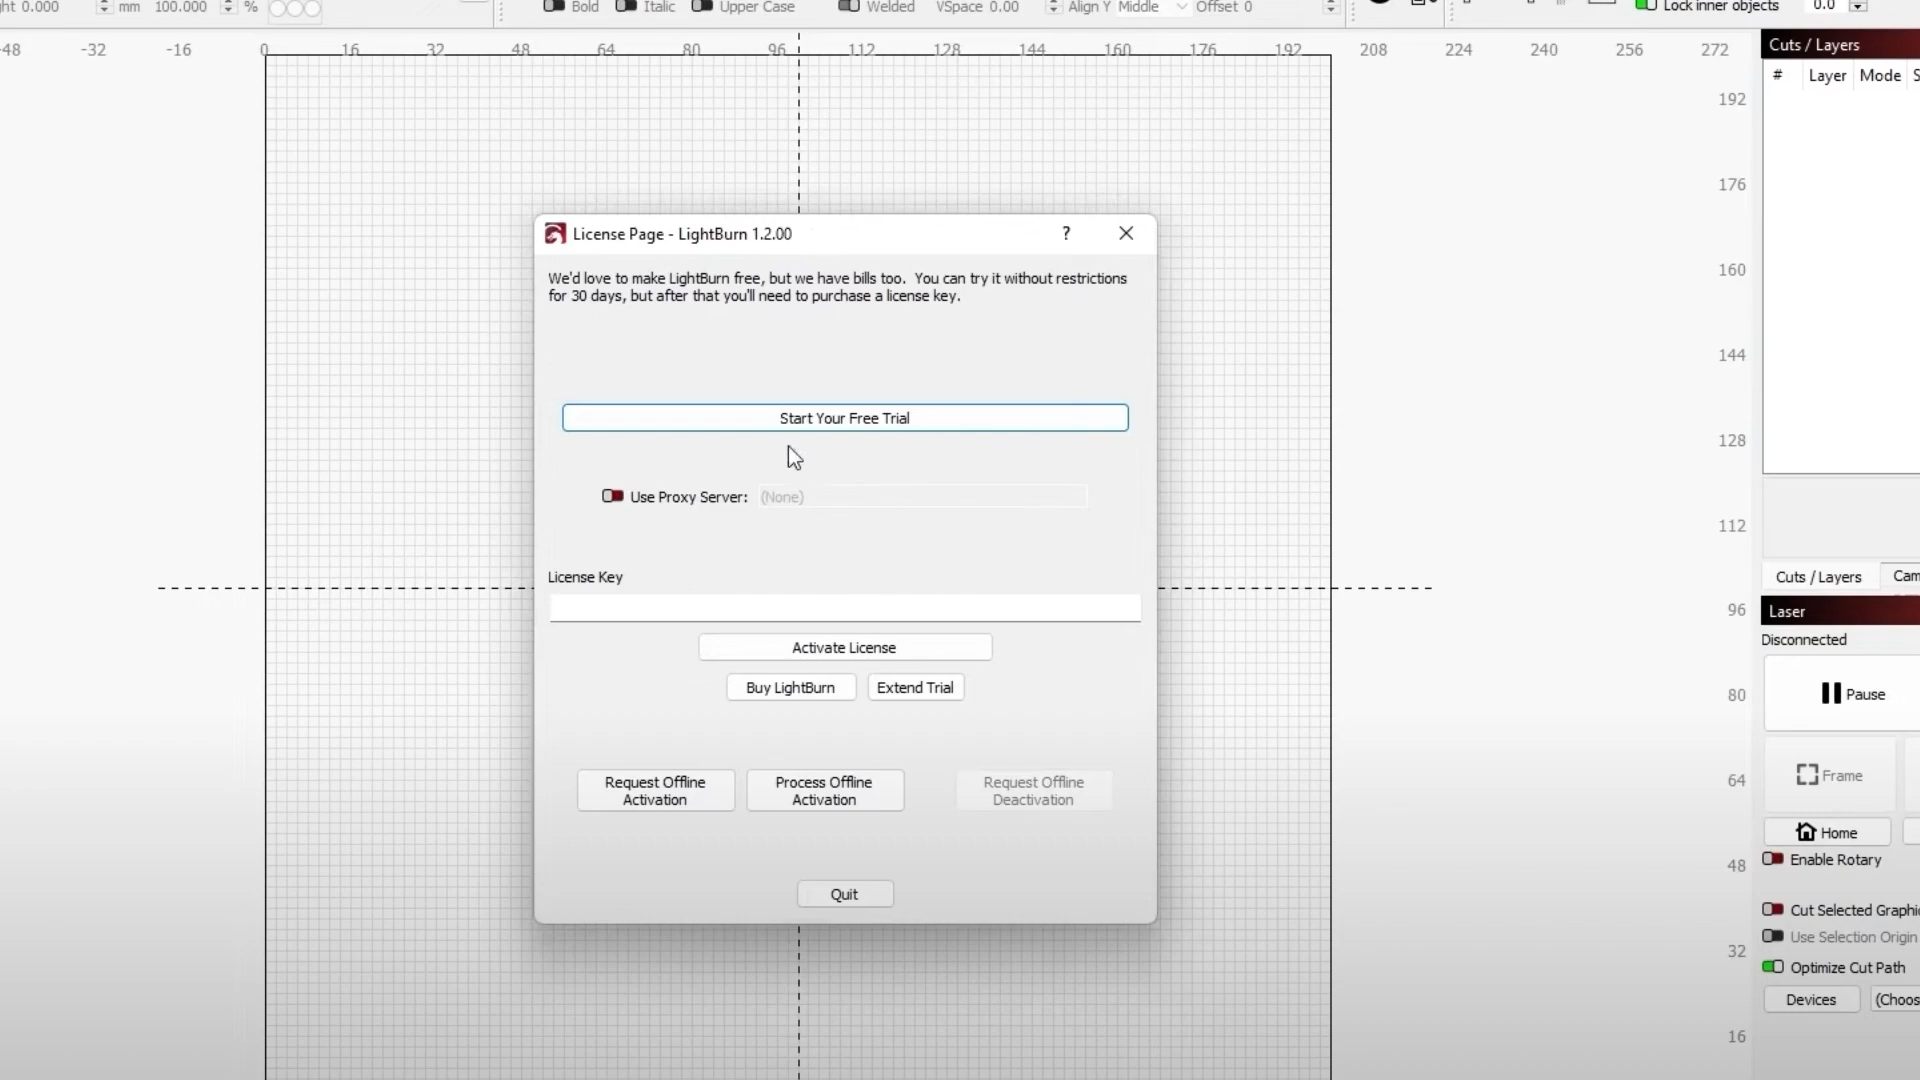 ght 0.000 mm 100.000 %
Bold Italic Upper Case Welded VSpace 0.00 Align Y Middle Offset 0
Lock inner objects 0.0
-48 -32 -16 0 16 32 48 64 80 96 112 128 144 160 176 192 208 224 240 256 272
Cuts / Layers
# Layer Mode S
192
176
License Page - LightBurn 1.2.00 ?
We'd love to make LightBurn free, but we have bills too. You can try it without restrictions
for 30 days, but after that you'll need to purchase a license key.
160
144
Start Your Free Trial
128
Use Proxy Server: (None)
112
License Key
Cuts / Layers Cam
96
Laser
Disconnected
Activate License
Buy LightBurn Extend Trial
80
Pause
Request Offline
Activation
Process Offline
Activation
Request Offline
Deactivation
64
Frame
Home
48
Enable Rotary
Quit
Cut Selected Graphic
Use Selection Origin
32
Optimize Cut Path
Devices (Choos
16